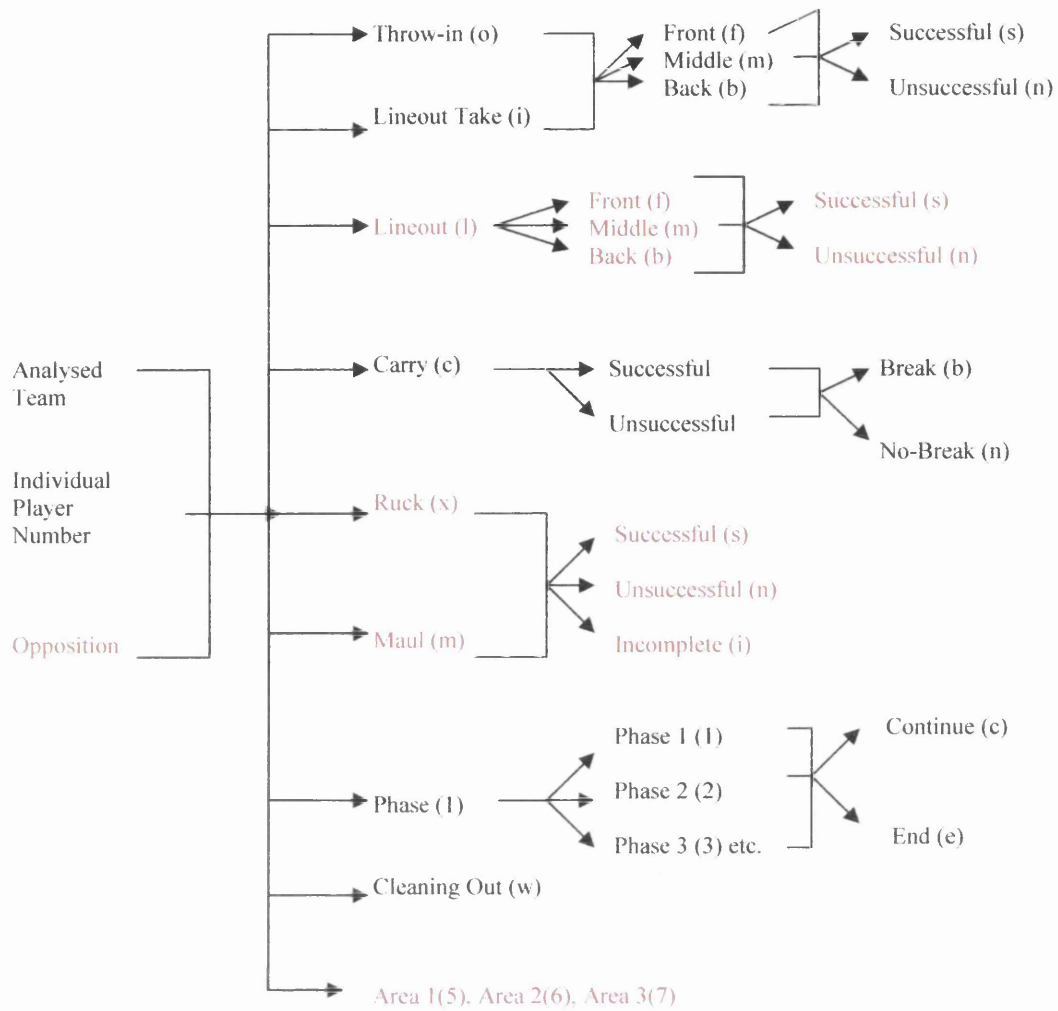 Throw-in (o)
Front (f)
Middle (m)
Back (b)
Successful (s)
Unsuccessful (n)
Lineout Take (i)
Lineout (l)
Front (f)
Middle (m)
Back (b)
Successful (s)
Unsuccessful (n)
Analysed
Team
Individual
Player
Number
Opposition
Carry (c)
Successful
Unsuccessful
Break (b)
No-Break (n)
Ruck (x)
Maul (m)
Successful (s)
Unsuccessful (n)
Incomplete (i)
Phase (1)
Phase 1 (1)
Phase 2 (2)
Phase 3 (3) etc.
Continue (c)
End (e)
Cleaning Out (w)
Area 1(5), Area 2(6), Area 3(7)